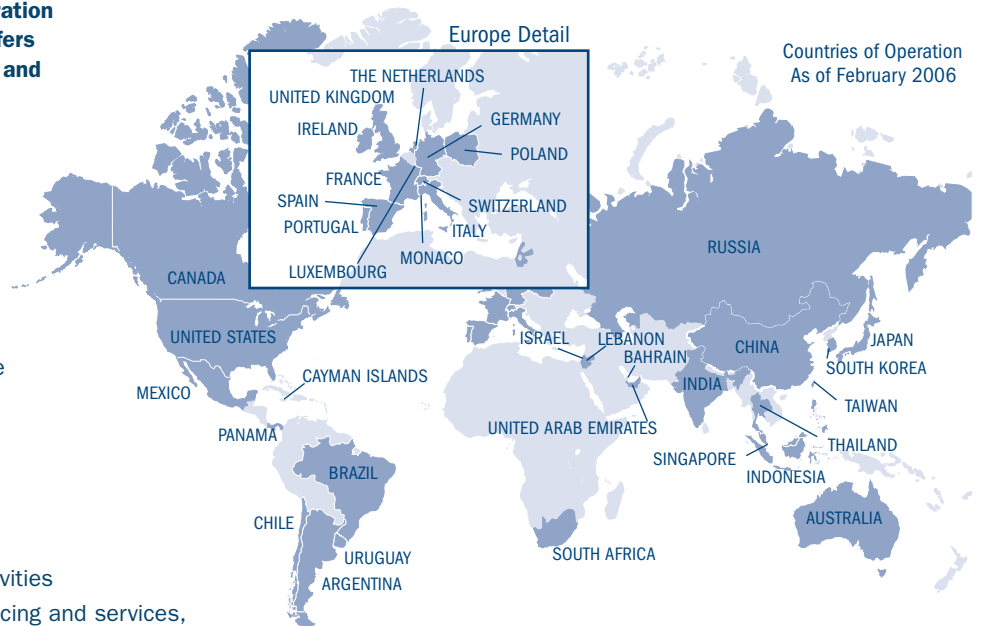 ration
fers
and
Europe Detail
Countries of Operation
As of February 2006
THE NETHERLANDS
UNITED KINGDOM
GERMANY
IRELAND
POLAND
FRANCE
SPAIN
SWITZERLAND
PORTUGAL
ITALY
MONACO
LUXEMBOURG
RUSSIA
CANADA
UNITED STATES
ISRAEL
LEBANON
BAHRAIN
CHINA
JAPAN
SOUTH KOREA
e
MEXICO
CAYMAN ISLANDS
INDIA
TAIWAN
PANAMA
UNITED ARAB EMIRATES
THAILAND
SINGAPORE
BRAZIL
INDONESIA
CHILE
AUSTRALIA
URUGUAY
SOUTH AFRICA
ARGENTINA
vities
cing and services,